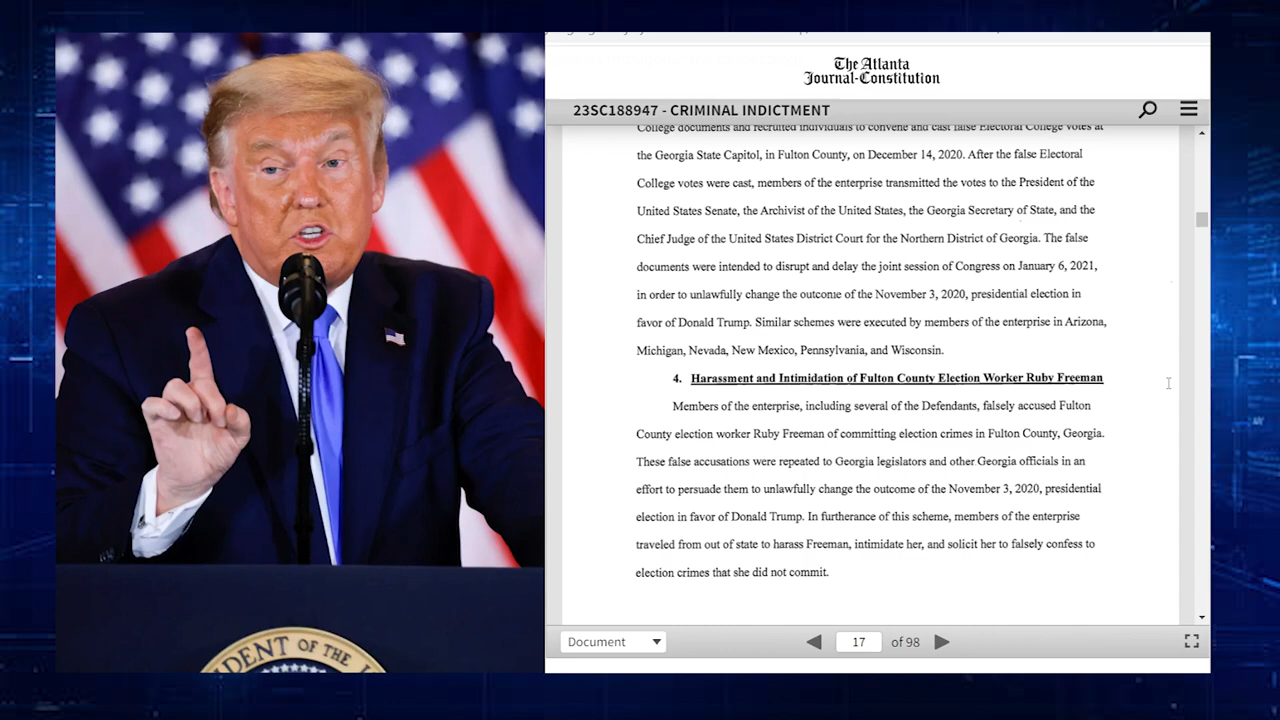 The Atlanta
Journal-Constitution
23SC188947 - CRIMINAL INDICTMENT
College documents and recruited individuals to convene and cast false Electoral College votes at
the Georgia State Capitol, in Fulton County, on December 14, 2020. After the false Electoral
College votes were cast, members of the enterprise transmitted the votes to the President of the
United States Senate, the Archivist of the United States, the Georgia Secretary of State, and the
Chief Judge of the United States District Court for the Northern District of Georgia. The false
documents were intended to disrupt and delay the joint session of Congress on January 6, 2021,
in order to unlawfully change the outcome of the November 3, 2020, presidential election in
favor of Donald Trump. Similar schemes were executed by members of the enterprise in Arizona,
Michigan, Nevada, New Mexico, Pennsylvania, and Wisconsin.
4. Harassment and Intimidation of Fulton County Election Worker Ruby Freeman
Members of the enterprise, including several of the Defendants, falsely accused Fulton
County election worker Ruby Freeman of committing election crimes in Fulton County, Georgia.
These false accusations were repeated to Georgia legislators and other Georgia officials in an
effort to persuade them to unlawfully change the outcome of the November 3, 2020, presidential
election in favor of Donald Trump. In furtherance of this scheme, members of the enterprise
traveled from out of state to harass Freeman, intimidate her, and solicit her to falsely confess to
election crimes that she did not commit.
Document
17 of 98
DENT OF THE